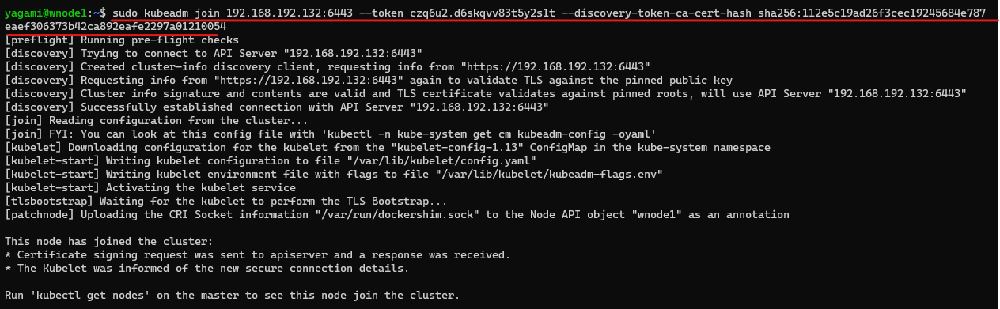 yagami@wnode1:~$ sudo kubeadm join 192.168.192.132:6443 --token czq6u2.d6skqvv83t5y2s1t --discovery-token-ca-cert-hash sha256:112e5c19ad26f3cec19245684e787
eaef306373b42ca892eafe2297a01210054
[preflight] Running pre-flight checks
[discovery] Trying to connect to API Server "192.168.192.132:6443"
[discovery] Created cluster-info discovery client, requesting info from "https://192.168.192.132:6443"
[discovery] Requesting info from "https://192.168.192.132:6443" again to validate TLS against the pinned public key
[discovery] Cluster info signature and contents are valid and TLS certificate validates against pinned roots, will use API Server "192.168.192.132:6443"
[discovery] Successfully established connection with API Server "192.168.192.132:6443"
[join] Reading configuration from the cluster...
[join] FYI: You can look at this config file with 'kubectl -n kube-system get cm kubeadm-config -oyaml'
[kubelet] Downloading configuration for the kubelet from the "kubelet-config-1.13" ConfigMap in the kube-system namespace
[kubelet-start] Writing kubelet configuration to file "/var/lib/kubelet/config.yaml"
[kubelet-start] Writing kubelet environment file with flags to file "/var/lib/kubelet/kubeadm-flags.env"
[kubelet-start] Activating the kubelet service
[tlsbootstrap] Waiting for the kubelet to perform the TLS Bootstrap...
[patchnode] Uploading the CRI Socket information "/var/run/dockershim.sock" to the Node API object "wnode1" as an annotation
This node has joined the cluster:
* Certificate signing request was sent to apiserver and a response was received.
* The Kubelet was informed of the new secure connection details.
Run 'kubectl get nodes' on the master to see this node join the cluster.